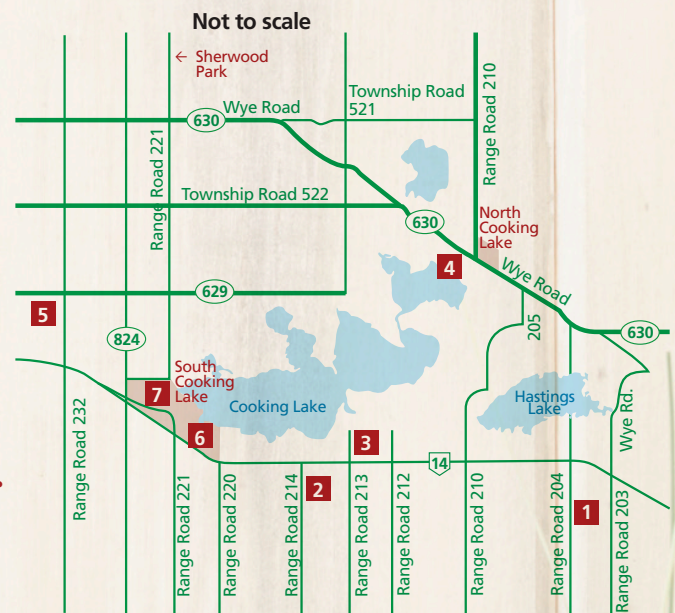 Not to scale
← Sherwood
Park
Township Road
521
Wye Road
630
Range Road 210
Range Road 221
Township Road 522
630
North
Cooking
Lake
4
Wye Road
629
5
205
630
824
South
Cooking
Lake
7
Cooking Lake
Hastings
Lake
Wye Rd.
6
3
14
Range Road 232
2
1
Range Road 221
Range Road 220
Range Road 214
Range Road 213
Range Road 212
Range Road 210
Range Road 204
Range Road 203